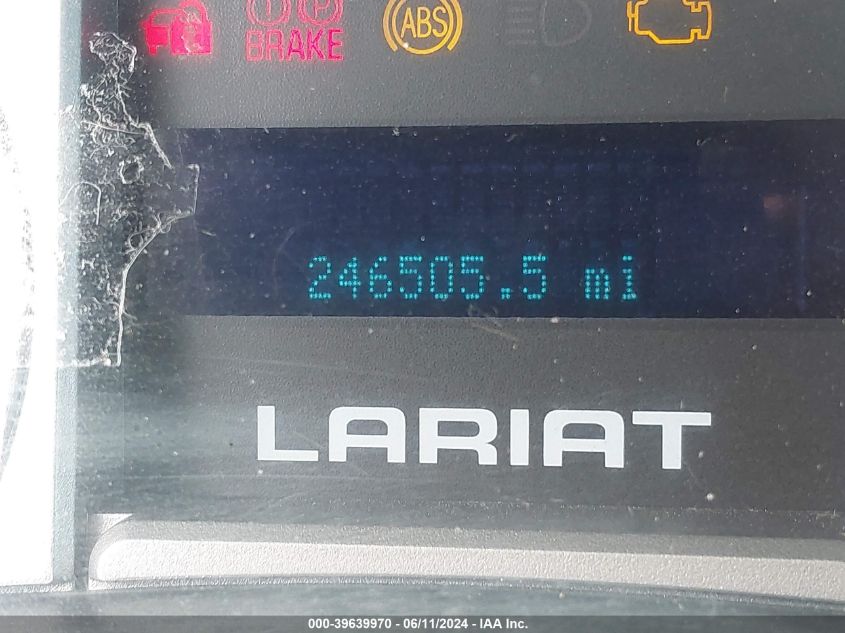 ! P ABS
BRAKE
246505.5 mi
LARIAT
000-39639970 - 06/11/2024 - IAA Inc.